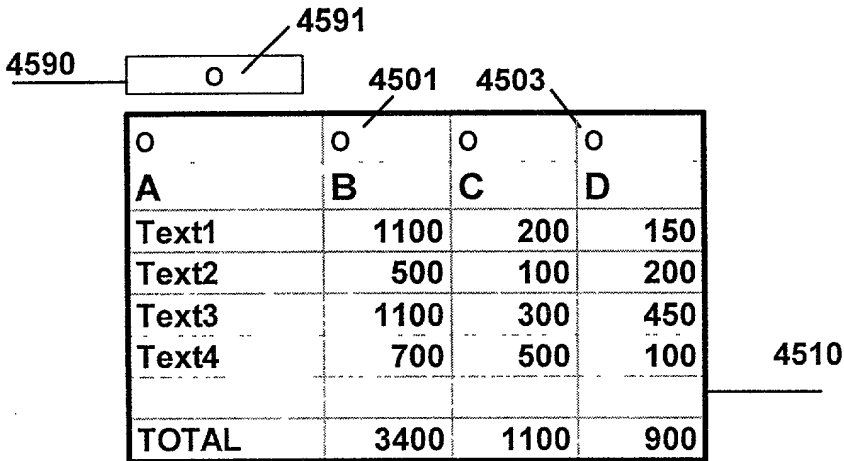 4591
4590 O
4501 4503
O O O O
A B C D
Text1 1100 200 150
Text2 500 100 200
Text3 1100 300 450
Text4 700 500 100
4510
TOTAL 3400 1100 900